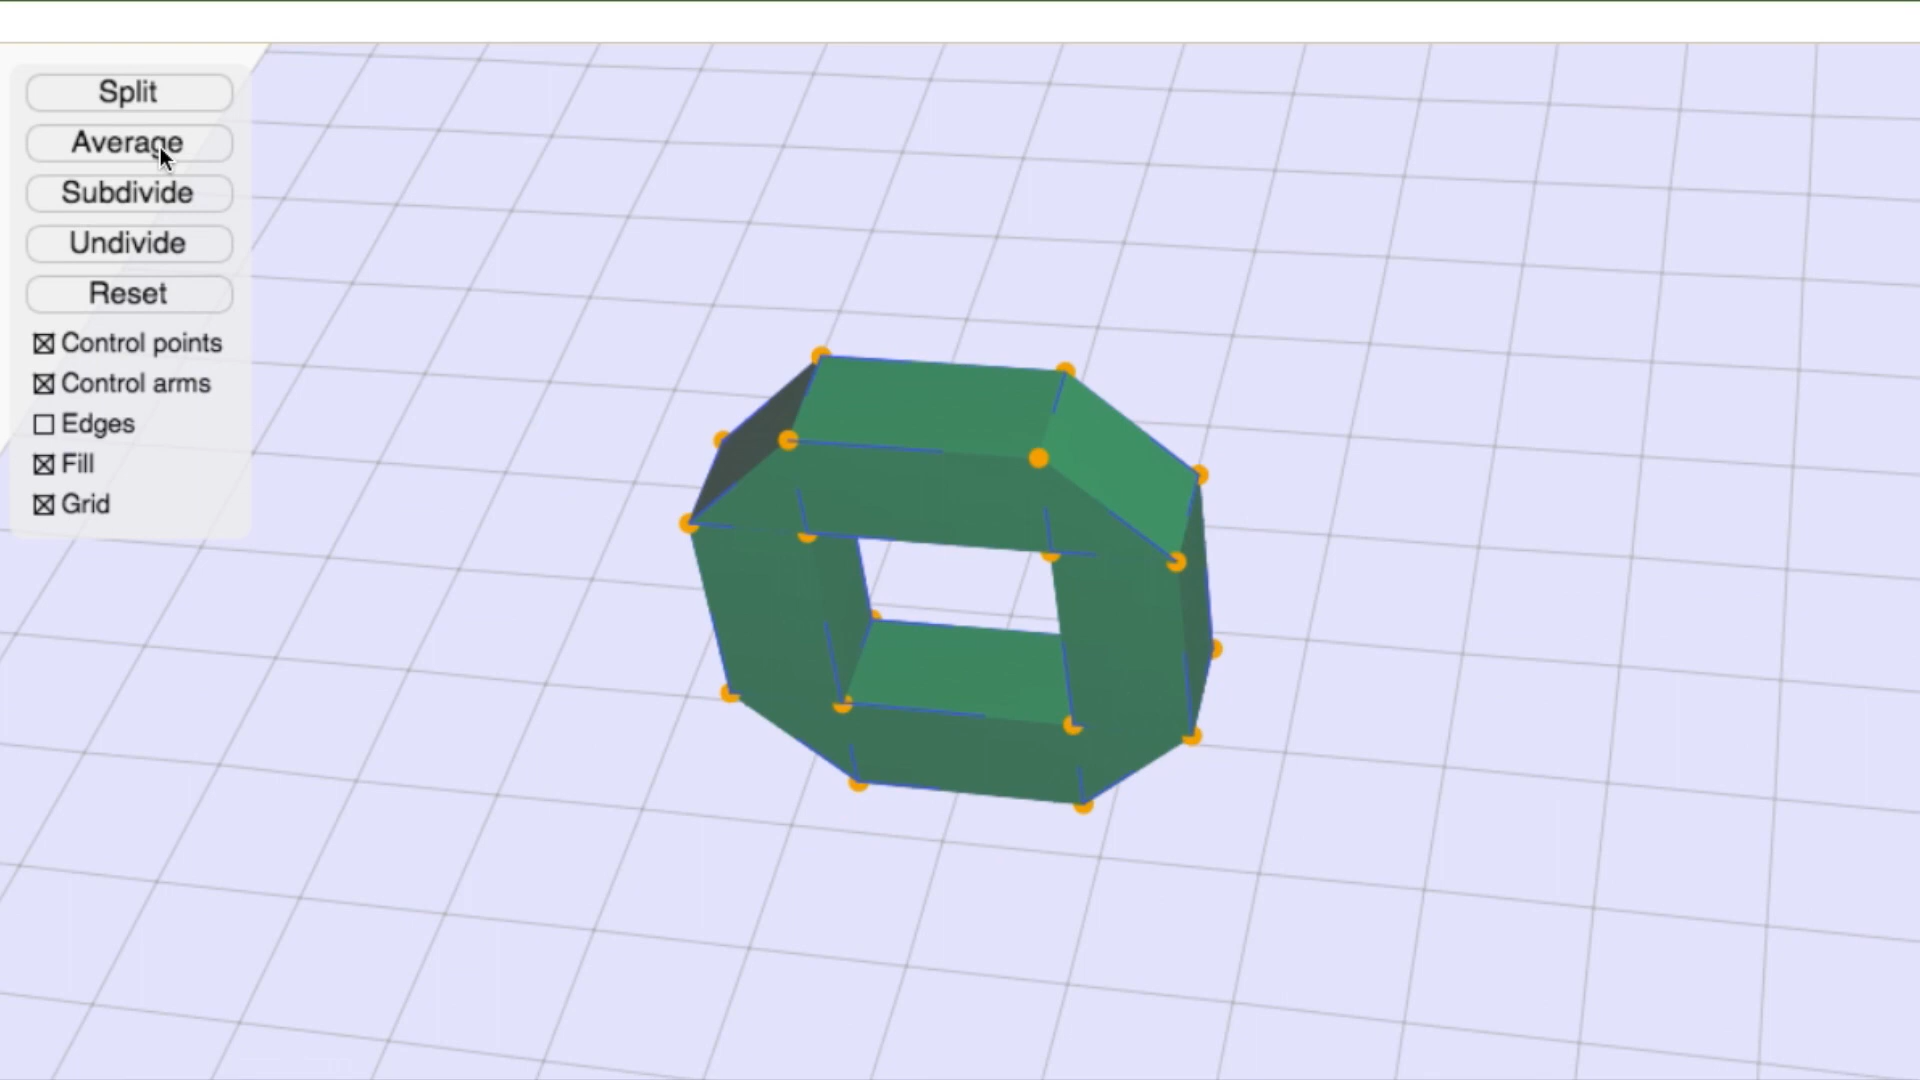 Split
Average
Subdivide
Undivide
Reset
Control points
Control arms
Edges
Fill
Grid